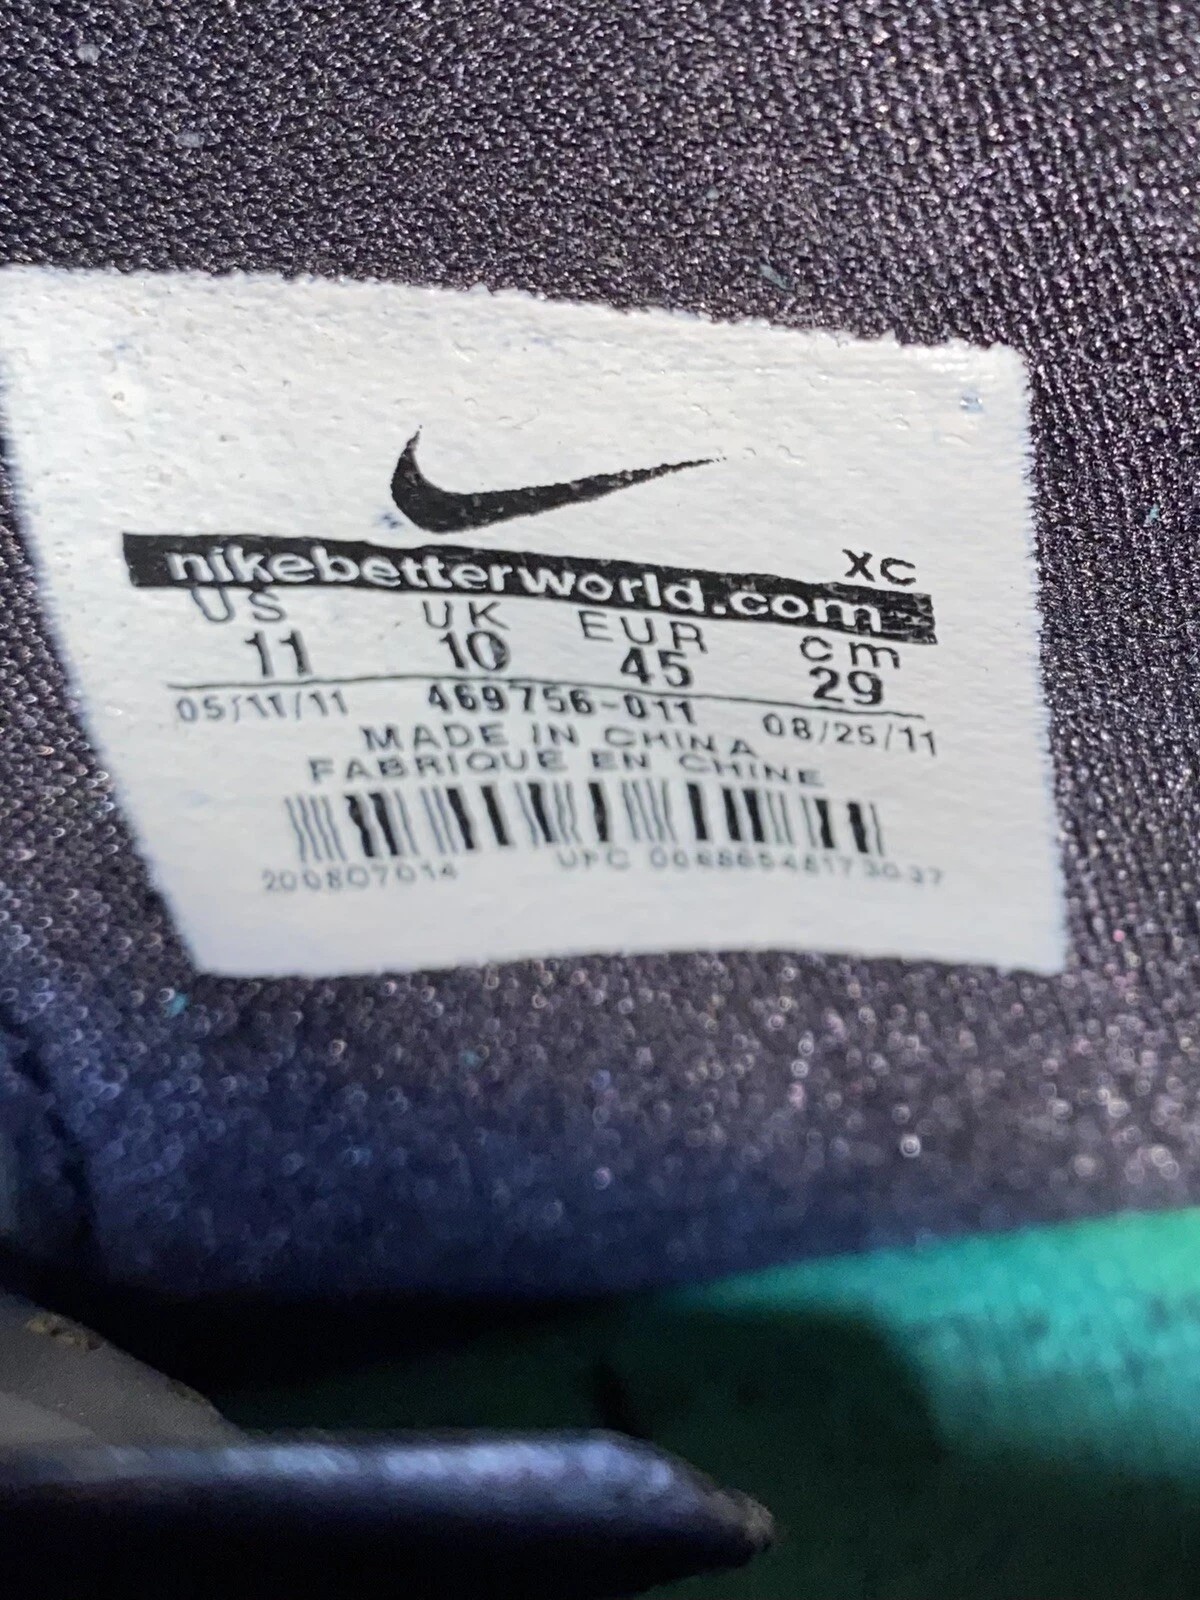 XC
nikebetterworld.com
US UK EUR cm
11 10 45 29
05/11/11 469756-011 08/25/11
MADE IN CHINA
FABRIQUE EN CHINE
200807014 UPC